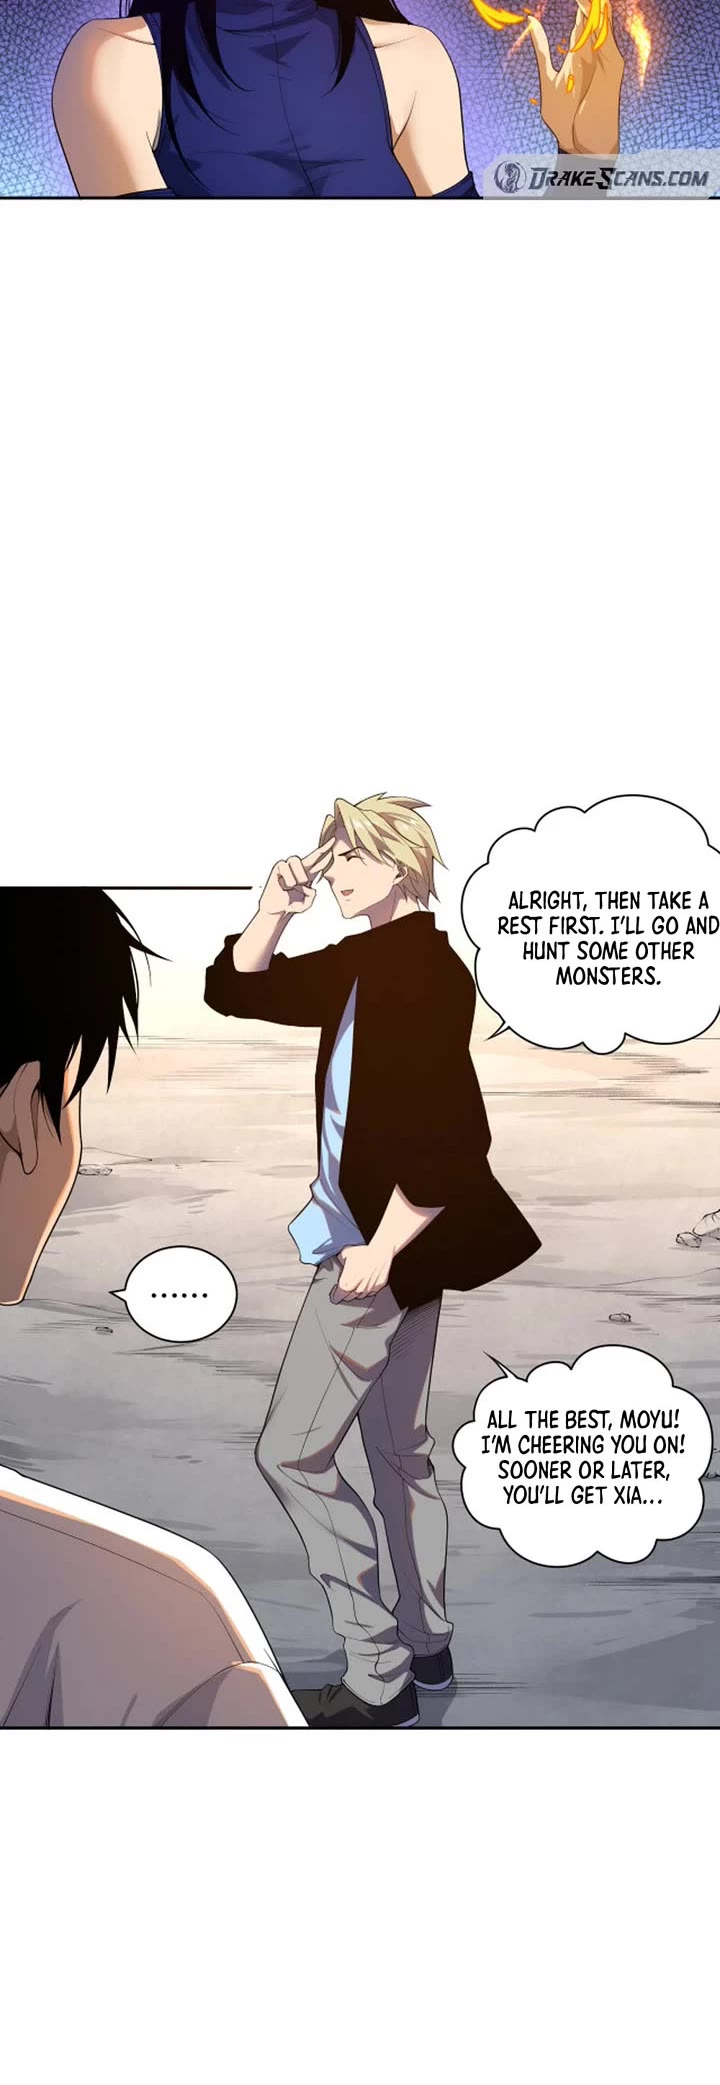 DRAKESCANS.COM
ALRIGHT, THEN TAKE A
REST FIRST. I'LL GO AND
HUNT SOME OTHER
MONSTERS.
......
ALL THE BEST, MOYU!
I'M CHEERING YOU ON!
SOONER OR LATER,
YOU'LL GET XIA...